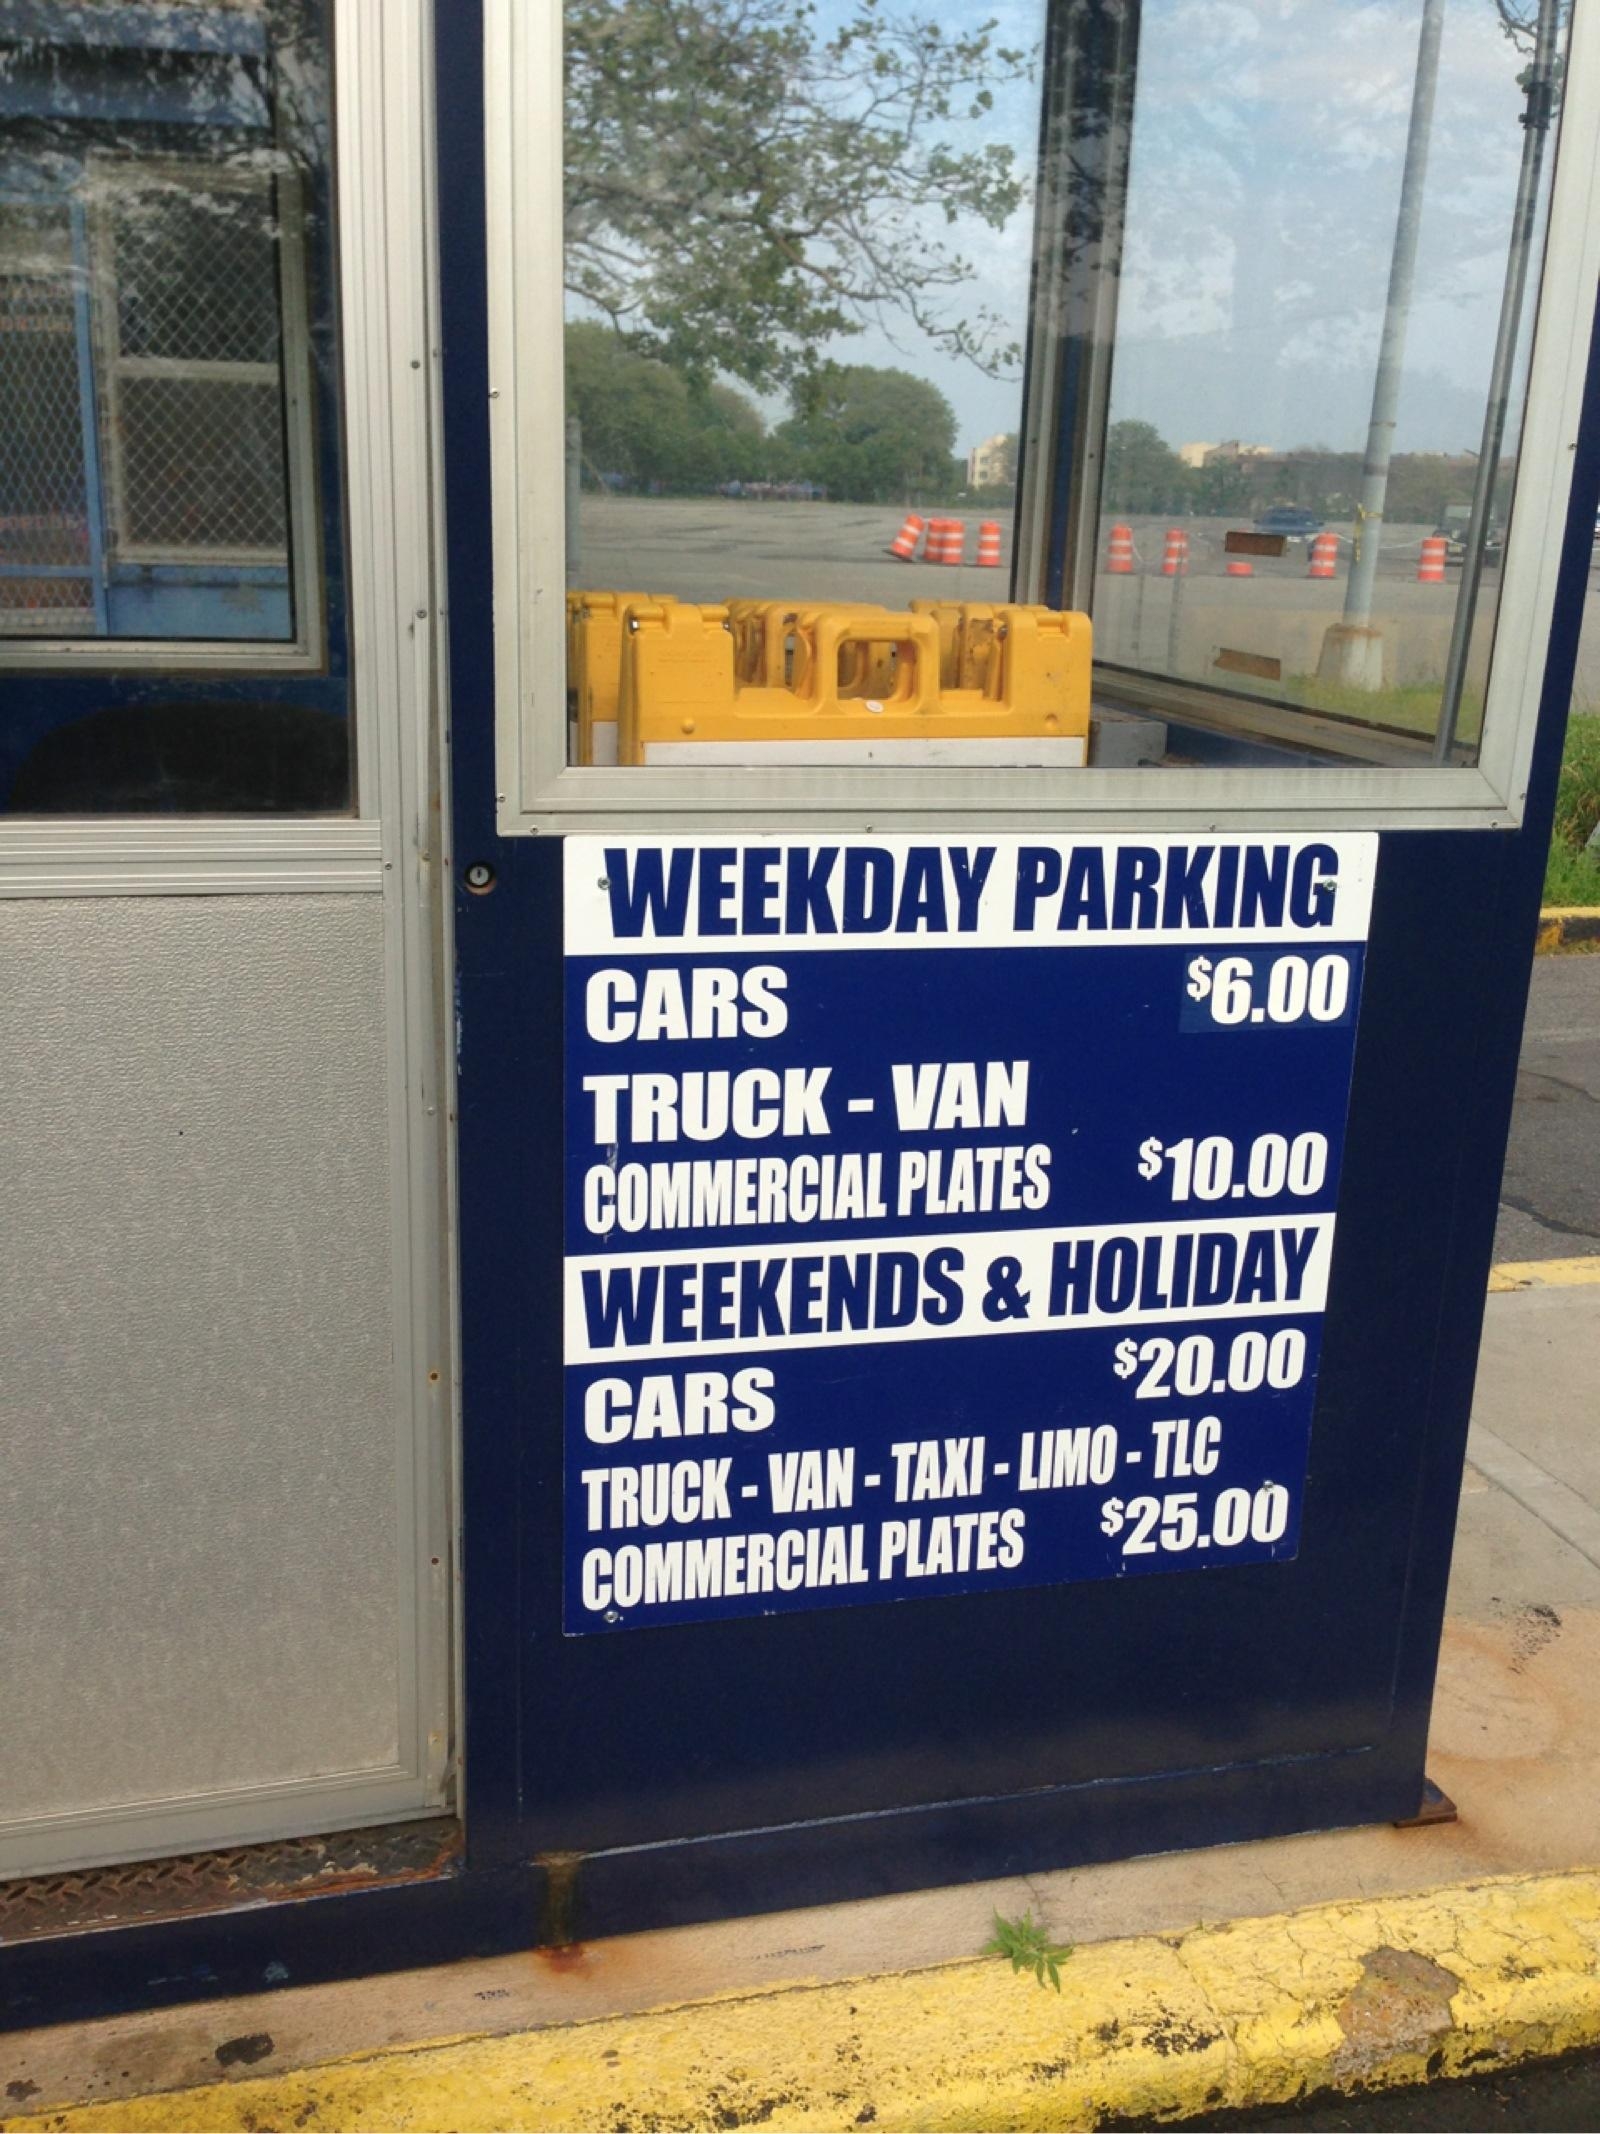 WEEKDAY PARKING
CARS $6.00
TRUCK - VAN
COMMERCIAL PLATES $10.00
WEEKENDS & HOLIDAY
CARS $20.00
TRUCK - VAN - TAXI - LIMO - TLC
COMMERCIAL PLATES $25.00